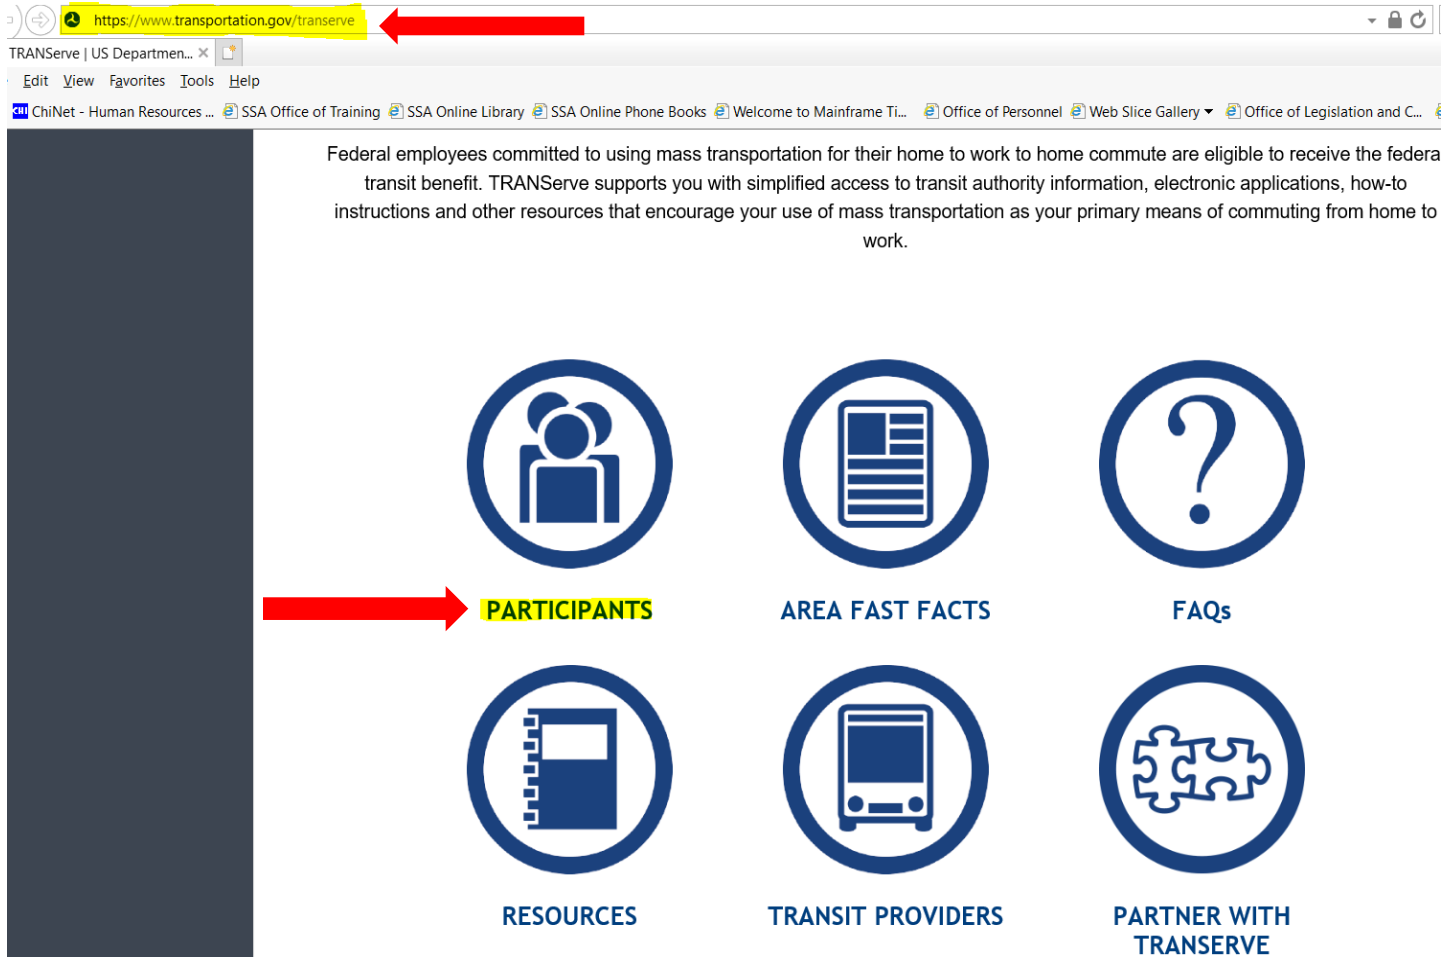 https://www.transportation.gov/transerve
TRANServe | US Departmen...
Edit View Favorites Tools Help
CHI ChiNet - Human Resources ... SSA Office of Training SSA Online Library SSA Online Phone Books Welcome to Mainframe Ti... Office of Personnel Web Slice Gallery Office of Legislation and C...
Federal employees committed to using mass transportation for their home to work to home commute are eligible to receive the federa
transit benefit. TRANServe supports you with simplified access to transit authority information, electronic applications, how-to
instructions and other resources that encourage your use of mass transportation as your primary means of commuting from home to
work.
PARTICIPANTS AREA FAST FACTS FAQs
RESOURCES TRANSIT PROVIDERS PARTNER WITH
TRANSERVE